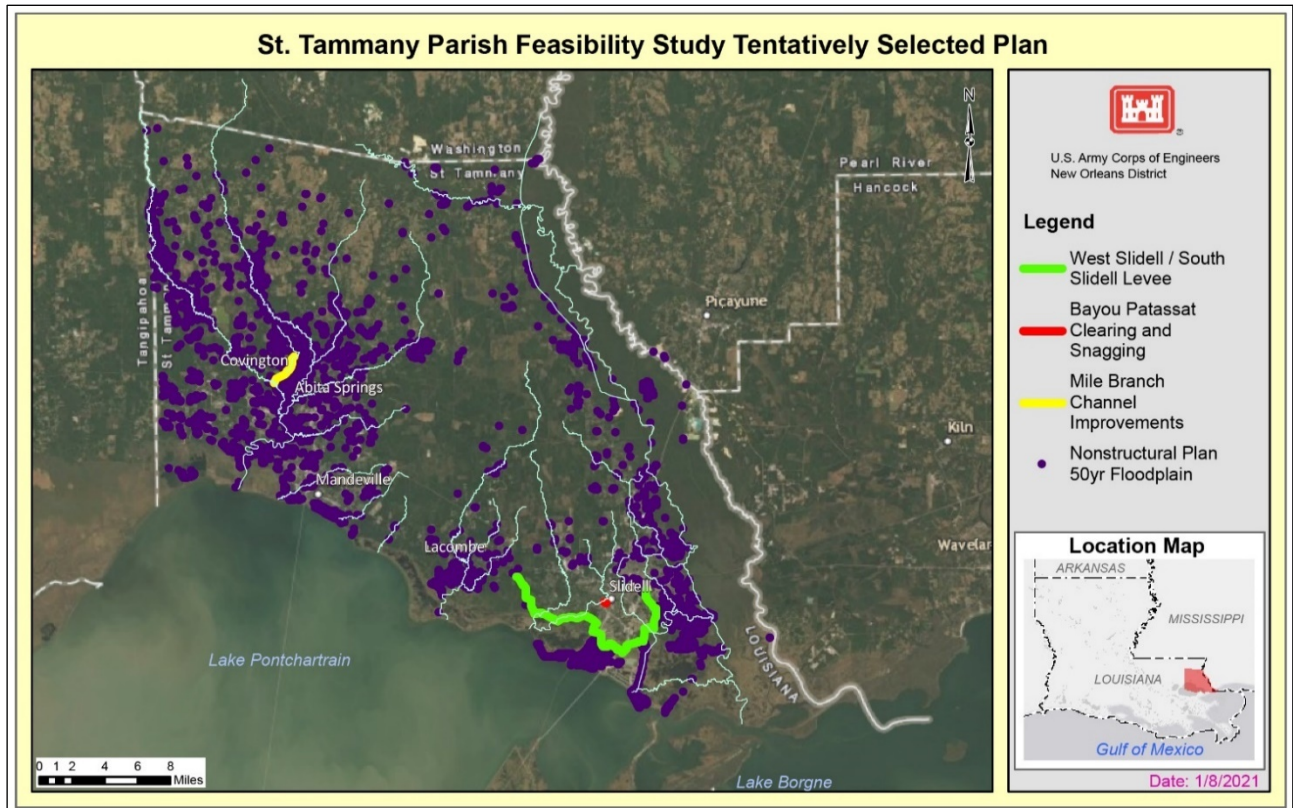 St. Tammany Parish Feasibility Study Tentatively Selected Plan
N
Washington
St Tammany
Pearl River
Hancock
Tangipahoa
St Tamm
Picayune
Covington
Abita Springs
Kiln
Mandeville
Lacombe
Slidell
Wavelan
LOUISIANA
Lake Pontchartrain
Lake Borgne
0 1 2 4 6 8
Miles
®
U.S. Army Corps of Engineers
New Orleans District
Legend
West Slidell / South
Slidell Levee
Bayou Patassat
Clearing and
Snagging
Mile Branch
Channel
Improvements
Nonstructural Plan
50yr Floodplain
Location Map
ARKANSAS
MISSISSIPPI
LOUISIANA
Gulf of Mexico
Date: 1/8/2021